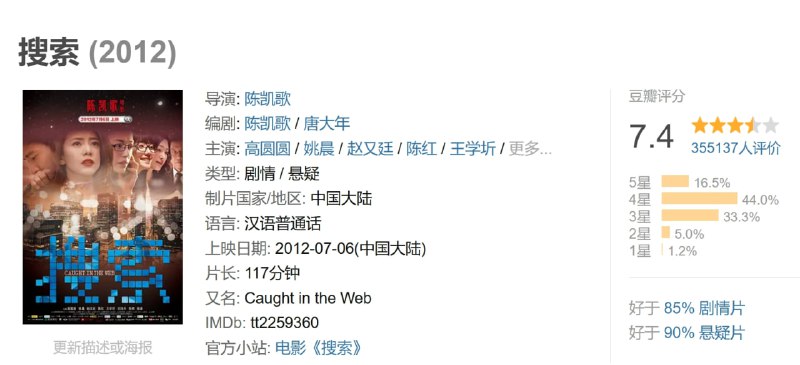 搜索 (2012)
陈凯歌
2012年7月6日上映
搜索
CAUGHT IN THE WEB
更新描述或海报
导演: 陈凯歌
编剧: 陈凯歌 / 唐大年
主演: 高圆圆 / 姚晨 / 赵又廷 / 陈红 / 王学圻 / 更多...
类型: 剧情 / 悬疑
制片国家/地区: 中国大陆
语言: 汉语普通话
上映日期: 2012-07-06(中国大陆)
片长: 117分钟
又名: Caught in the Web
IMDb: tt2259360
官方小站: 电影《搜索》
豆瓣评分
7.4
355137人评价
5星 16.5%
4星 44.0%
3星 33.3%
2星 5.0%
1星 1.2%
好于 85% 剧情片
好于 90% 悬疑片